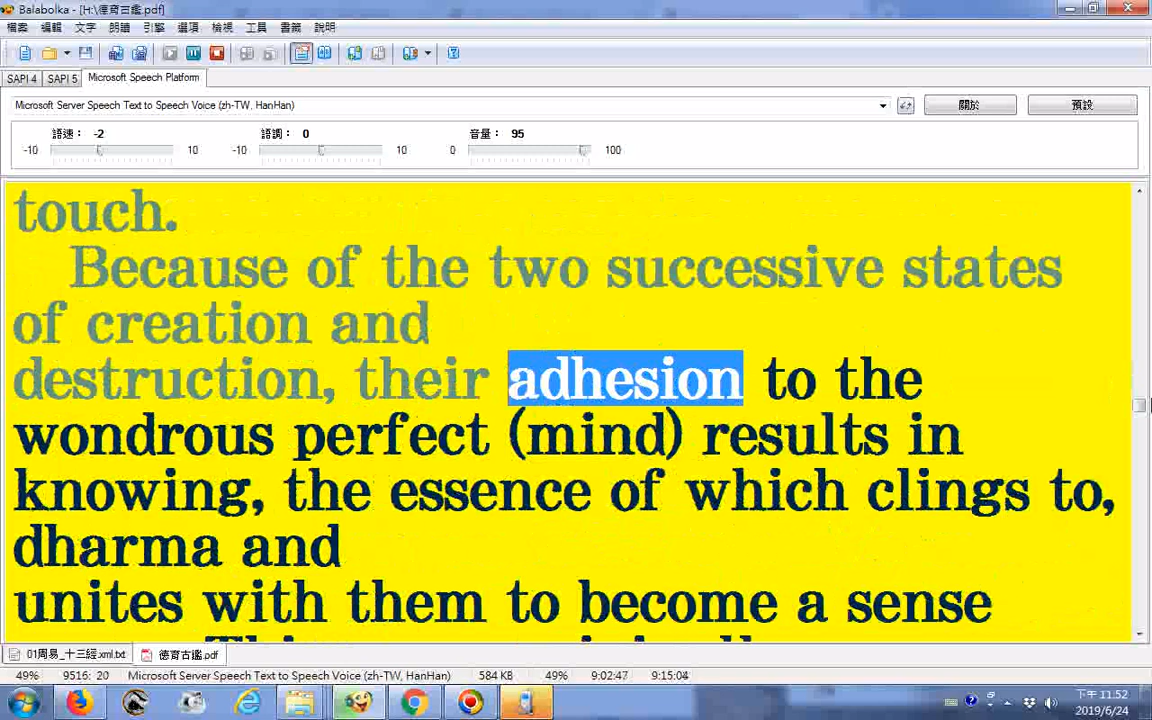 Balabolka - [H:\德育古鑑.pdf]
檔案 編輯 文字 朗讀 引擎 選項 檢視 工具 書籤 說明
SAPI 4 SAPI 5 Microsoft Speech Platform
Microsoft Server Speech Text to Speech Voice (zh-TW, HanHan) 關於 預設
語速： -2 語調： 0 音量： 95
-10 10 -10 10 0 100
touch.
Because of the two successive states
of creation and
destruction, their adhesion to the
wondrous perfect (mind) results in
knowing, the essence of which clings to,
dharma and
unites with them to become a sense
01周易_十三經.xml.txt 德育古鑑.pdf
49% 9516: 20 Microsoft Server Speech Text to Speech Voice (zh-TW, HanHan) 584 KB 49% 9:02:47 9:15:04
下午 11:52
2019/6/24